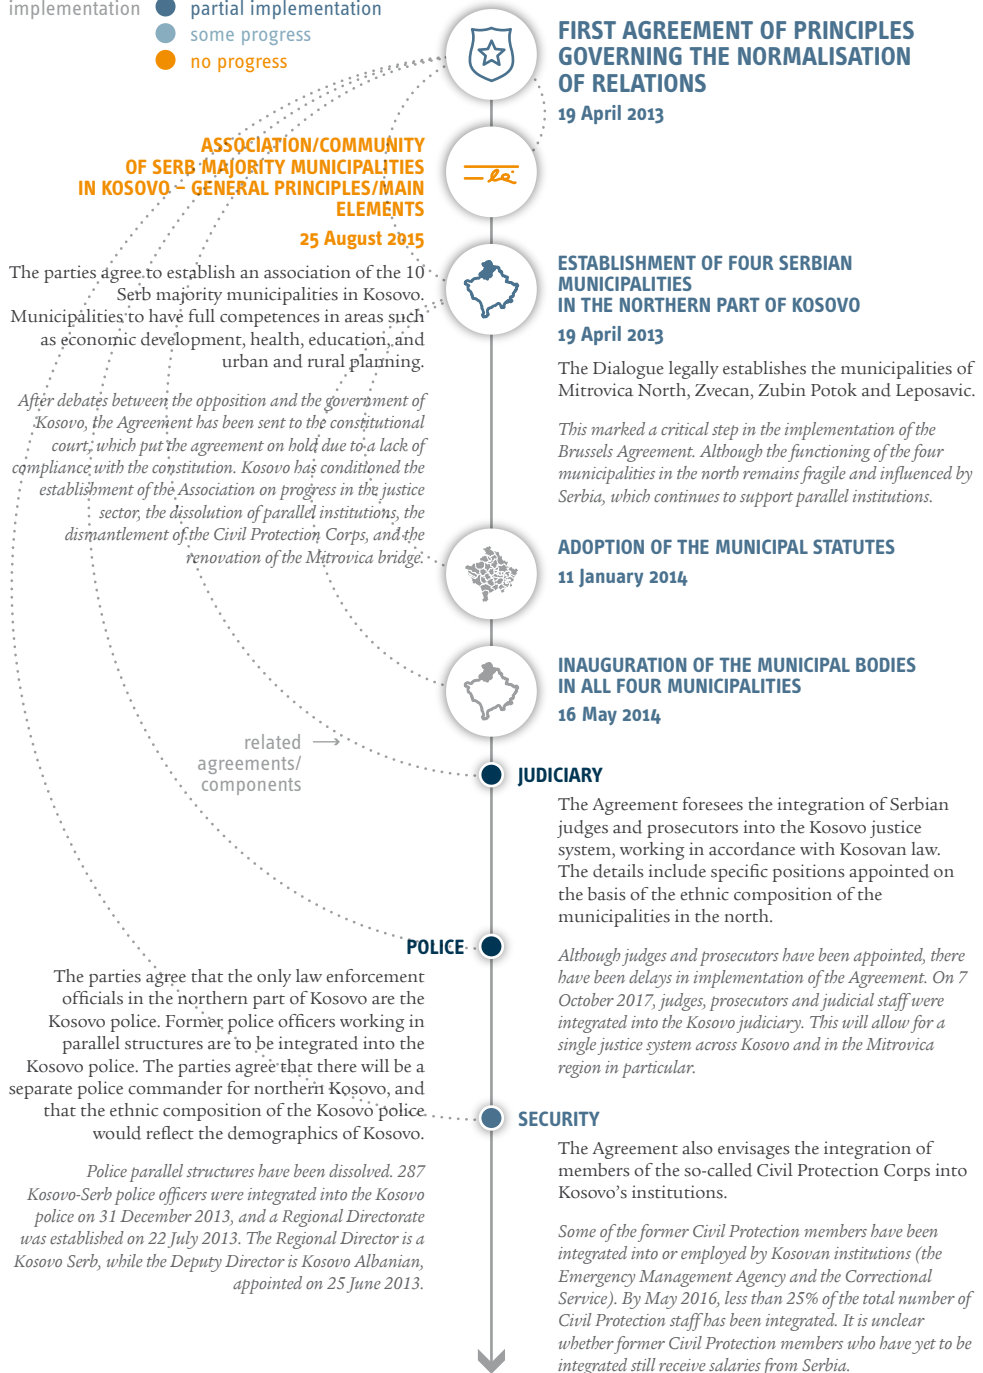 implementation
partial implementation
some progress
no progress
FIRST AGREEMENT OF PRINCIPLES
GOVERNING THE NORMALISATION
OF RELATIONS
19 April 2013
ASSOCIATION/COMMUNITY
OF SERB MAJORITY MUNICIPALITIES
IN KOSOVO – GENERAL PRINCIPLES/MAIN
ELEMENTS
25 August 2015
The parties agree to establish an association of the 10
Serb majority municipalities in Kosovo.
Municipalities to have full competences in areas such
as economic development, health, education, and
urban and rural planning.
After debates between the opposition and the government of
Kosovo, the Agreement has been sent to the constitutional
court, which put the agreement on hold due to a lack of
compliance with the constitution. Kosovo has conditioned the
establishment of the Association on progress in the justice
sector, the dissolution of parallel institutions, the
dismantlement of the Civil Protection Corps, and the
renovation of the Mitrovica bridge.
ESTABLISHMENT OF FOUR SERBIAN
MUNICIPALITIES
IN THE NORTHERN PART OF KOSOVO
19 April 2013
The Dialogue legally establishes the municipalities of
Mitrovica North, Zvecan, Zubin Potok and Leposavic.
This marked a critical step in the implementation of the
Brussels Agreement. Although the functioning of the four
municipalities in the north remains fragile and influenced by
Serbia, which continues to support parallel institutions.
ADOPTION OF THE MUNICIPAL STATUTES
11 January 2014
INAUGURATION OF THE MUNICIPAL BODIES
IN ALL FOUR MUNICIPALITIES
16 May 2014
related →
agreements/
components
JUDICIARY
The Agreement foresees the integration of Serbian
judges and prosecutors into the Kosovo justice
system, working in accordance with Kosovan law.
The details include specific positions appointed on
the basis of the ethnic composition of the
municipalities in the north.
Although judges and prosecutors have been appointed, there
have been delays in implementation of the Agreement. On 7
October 2017, judges, prosecutors and judicial staff were
integrated into the Kosovo judiciary. This will allow for a
single justice system across Kosovo and in the Mitrovica
region in particular.
POLICE
The parties agree that the only law enforcement
officials in the northern part of Kosovo are the
Kosovo police. Former police officers working in
parallel structures are to be integrated into the
Kosovo police. The parties agree that there will be a
separate police commander for northern Kosovo, and
that the ethnic composition of the Kosovo police
would reflect the demographics of Kosovo.
Police parallel structures have been dissolved. 287
Kosovo-Serb police officers were integrated into the Kosovo
police on 31 December 2013, and a Regional Directorate
was established on 22 July 2013. The Regional Director is a
Kosovo Serb, while the Deputy Director is Kosovo Albanian,
appointed on 25 June 2013.
SECURITY
The Agreement also envisages the integration of
members of the so-called Civil Protection Corps into
Kosovo's institutions.
Some of the former Civil Protection members have been
integrated into or employed by Kosovan institutions (the
Emergency Management Agency and the Correctional
Service). By May 2016, less than 25% of the total number of
Civil Protection staff has been integrated. It is unclear
whether former Civil Protection members who have yet to be
integrated still receive salaries from Serbia.